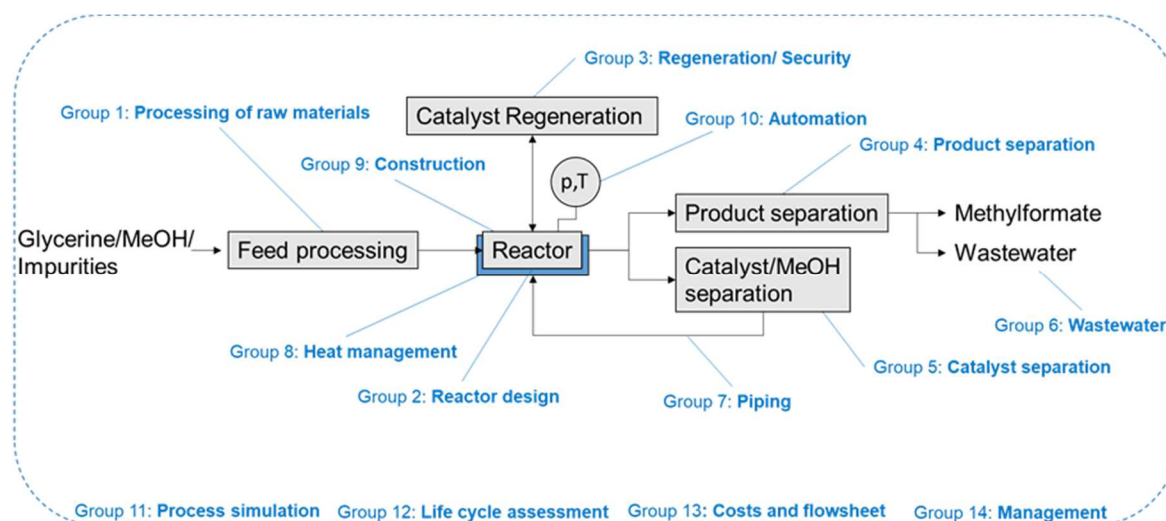 Group 3: Regeneration/ Security
Group 1: Processing of raw materials
Catalyst Regeneration
Group 10: Automation
Group 4: Product separation
Group 9: Construction
p,T
Product separation
Methylformate
Glycerine/MeOH/
Impurities
Feed processing
Reactor
Wastewater
Catalyst/MeOH
separation
Group 6: Wastewater
Group 8: Heat management
Group 5: Catalyst separation
Group 2: Reactor design
Group 7: Piping
Group 11: Process simulation
Group 12: Life cycle assessment
Group 13: Costs and flowsheet
Group 14: Management